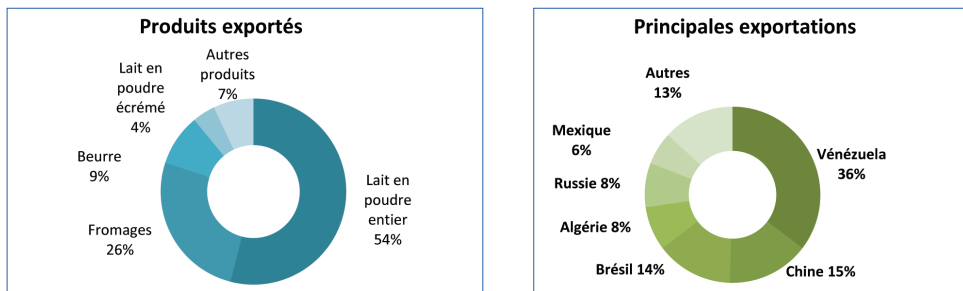 Produits exportés
Autres
produits
7%
Lait en
poudre
écrémé
4%
Beurre
9%
Fromages
26%
Lait en
poudre
entier
54%
Principales exportations
Autres
13%
Mexique
6%
Russie 8%
Algérie 8%
Brésil 14%
Chine 15%
Vénézuela
36%